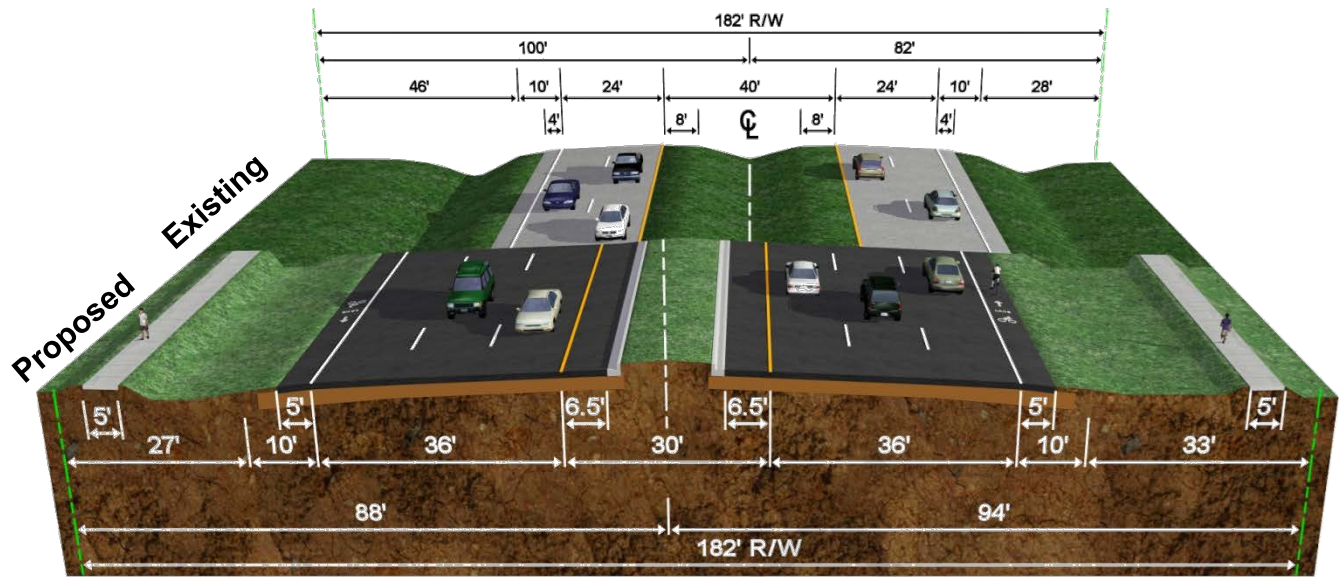 182' R/W
100' 82'
46' 10' 24' 40' 24' 10' 28'
4' 8' ℄ 8' 4'
Existing
Proposed
5' 5' 6.5' 6.5' 5' 5'
27' 10' 36' 30' 36' 10' 33'
88' 94'
182' R/W